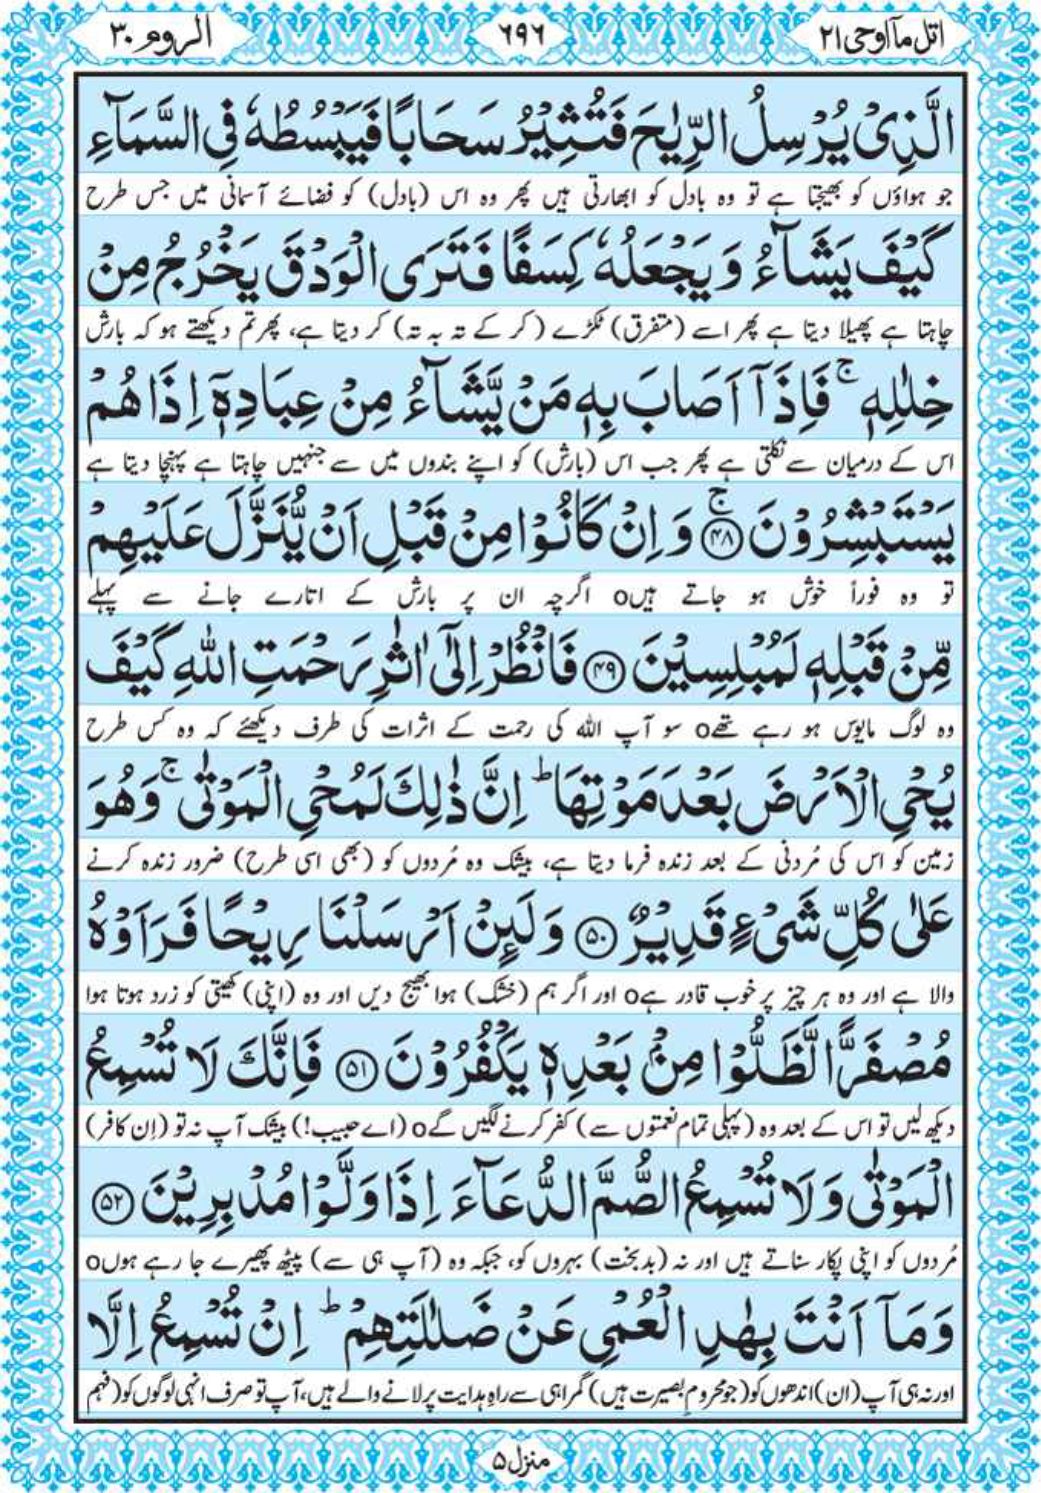 اتل مآ اوحی ۲۱
۶۹۶
الروم ۳۰
الَّذِیْ یُرْسِلُ الرِّیٰحَ فَتُثِیْرُ سَحَابًا فَیَبْسُطُهٗ فِی السَّمَآءِ
جو ہواؤں کو بھیجتا ہے تو وہ بادل کو ابھارتی ہیں پھر وہ اس (بادل) کو فضائے آسمانی میں جس طرح
كَیْفَ یَشَآءُ وَ یَجْعَلُهٗ كِسَفًا فَتَرَی الْوَدْقَ یَخْرُجُ مِنْ
چاہتا ہے پھیلا دیتا ہے پھر اسے (متفرق) ٹکڑے (کر کے تہ بہ تہ) کر دیتا ہے، پھر تم دیکھتے ہو کہ بارش
خِلٰلِهٖ ۚ فَاِذَاۤ اَصَابَ بِهٖ مَنْ یَّشَآءُ مِنْ عِبَادِهٖۤ اِذَا هُمْ
اس کے درمیان سے نکلتی ہے پھر جب اس (بارش) کو اپنے بندوں میں سے جنہیں چاہتا ہے پہنچا دیتا ہے
یَسْتَبْشِرُوْنَ ۚ﴿۴۸﴾ وَ اِنْ كَانُوْا مِنْ قَبْلِ اَنْ یُّنَزَّلَ عَلَیْهِمْ
تو وہ فوراً خوش ہو جاتے ہیںo اگرچہ ان پر بارش کے اتارے جانے سے پہلے
مِّنْ قَبْلِهٖ لَمُبْلِسِیْنَ ﴿۴۹﴾ فَانْظُرْ اِلٰۤی اٰثٰرِ رَحْمَتِ اللّٰهِ كَیْفَ
وہ لوگ مایوس ہو رہے تھےo سو آپ اللہ کی رحمت کے اثرات کی طرف دیکھئے کہ وہ کس طرح
یُحْیِ الْاَرْضَ بَعْدَ مَوْتِهَا ؕ اِنَّ ذٰلِكَ لَمُحْیِ الْمَوْتٰی ۚ وَ هُوَ
زمین کو اس کی مُردنی کے بعد زندہ فرما دیتا ہے، بیشک وہ مُردوں کو (بھی اسی طرح) ضرور زندہ کرنے
عَلٰی كُلِّ شَیْءٍ قَدِیْرٌ ﴿۵۰﴾ وَ لَئِنْ اَرْسَلْنَا رِیْحًا فَرَاَوْهُ
والا ہے اور وہ ہر چیز پر خوب قادر ہےo اور اگر ہم (خشک) ہوا بھیج دیں اور وہ (اپنی) کھیتی کو زرد ہوتا ہوا
مُصْفَرًّا لَّظَلُّوْا مِنْۢ بَعْدِهٖ یَكْفُرُوْنَ ﴿۵۱﴾ فَاِنَّكَ لَا تُسْمِعُ
دیکھ لیں تو اس کے بعد وہ (پہلی تمام نعمتوں سے) کفر کرنے لگیں گےo (اے حبیب!) بیشک آپ نہ تو (اِن کافر)
الْمَوْتٰی وَ لَا تُسْمِعُ الصُّمَّ الدُّعَآءَ اِذَا وَلَّوْا مُدْبِرِیْنَ ﴿۵۲﴾
مُردوں کو اپنی پکار سناتے ہیں اور نہ (بدبخت) بہروں کو، جبکہ وہ (آپ ہی سے) پیٹھ پھیرے جا رہے ہوںo
وَ مَاۤ اَنْتَ بِهٰدِ الْعُمْیِ عَنْ ضَلٰلَتِهِمْ ؕ اِنْ تُسْمِعُ اِلَّا
اور نہ ہی آپ (ان) اندھوں کو (جو محرومِ بصیرت ہیں) گمراہی سے راہِ ہدایت پر لانے والے ہیں، آپ تو صرف انہی لوگوں کو (فہم
منزل ۵